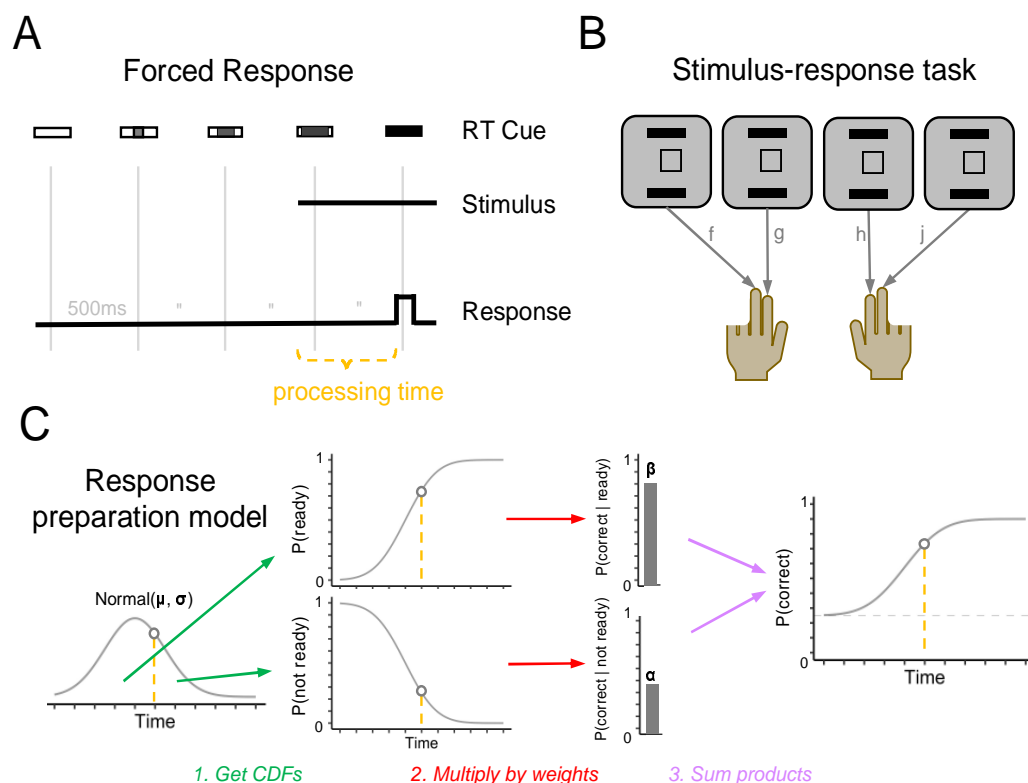 A
Forced Response
RT Cue
Stimulus
500ms
"
"
"
Response
processing time
B
Stimulus-response task
f
g
h
j
C
Response
preparation model
Normal(μ, σ)
Time
1
P(ready)
0
1
P(not ready)
0
Time
1
β
P(correct | ready)
0
1
α
P(correct | not ready)
0
1
P(correct)
0
Time
1. Get CDFs
2. Multiply by weights
3. Sum products